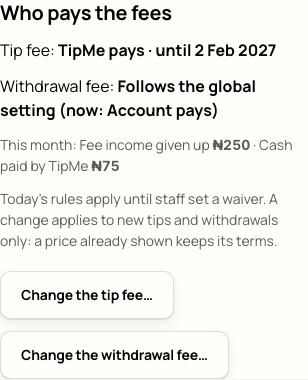 Who pays the fees
Tip fee: TipMe pays · until 2 Feb 2027
Withdrawal fee: Follows the global
setting (now: Account pays)
This month: Fee income given up ₦250 · Cash
paid by TipMe ₦75
Today's rules apply until staff set a waiver. A
change applies to new tips and withdrawals
only: a price already shown keeps its terms.
Change the tip fee…
Change the withdrawal fee…